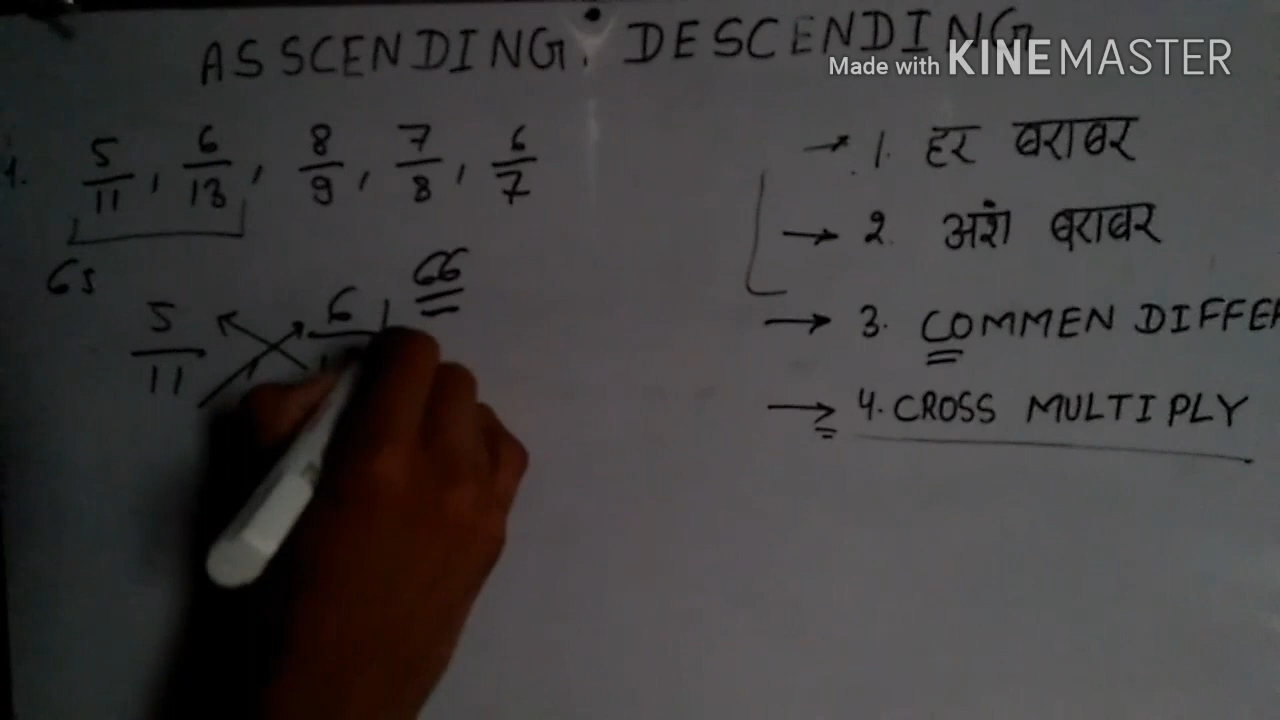 ASSCENDING: DESCENDING
Made with KINEMASTER
1. 5/11, 6/13, 8/9, 7/8, 6/7
65
66
5/11 6/
→ 1. हर बराबर
→ 2. अंश बराबर
→ 3. COMMEN DIFFE
→ 4. CROSS MULTIPLY